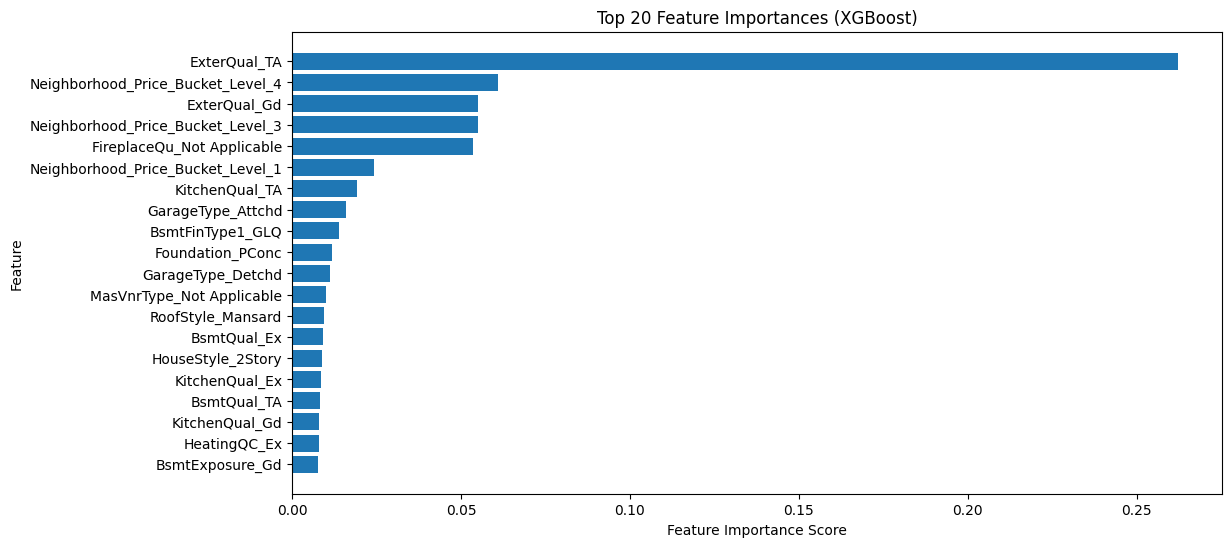 Top 20 Feature Importances (XGBoost)
Feature
ExterQual_TA
Neighborhood_Price_Bucket_Level_4
ExterQual_Gd
Neighborhood_Price_Bucket_Level_3
FireplaceQu_Not Applicable
Neighborhood_Price_Bucket_Level_1
KitchenQual_TA
GarageType_Attchd
BsmtFinType1_GLQ
Foundation_PConc
GarageType_Detchd
MasVnrType_Not Applicable
RoofStyle_Mansard
BsmtQual_Ex
HouseStyle_2Story
KitchenQual_Ex
BsmtQual_TA
KitchenQual_Gd
HeatingQC_Ex
BsmtExposure_Gd
0.00 0.05 0.10 0.15 0.20 0.25
Feature Importance Score